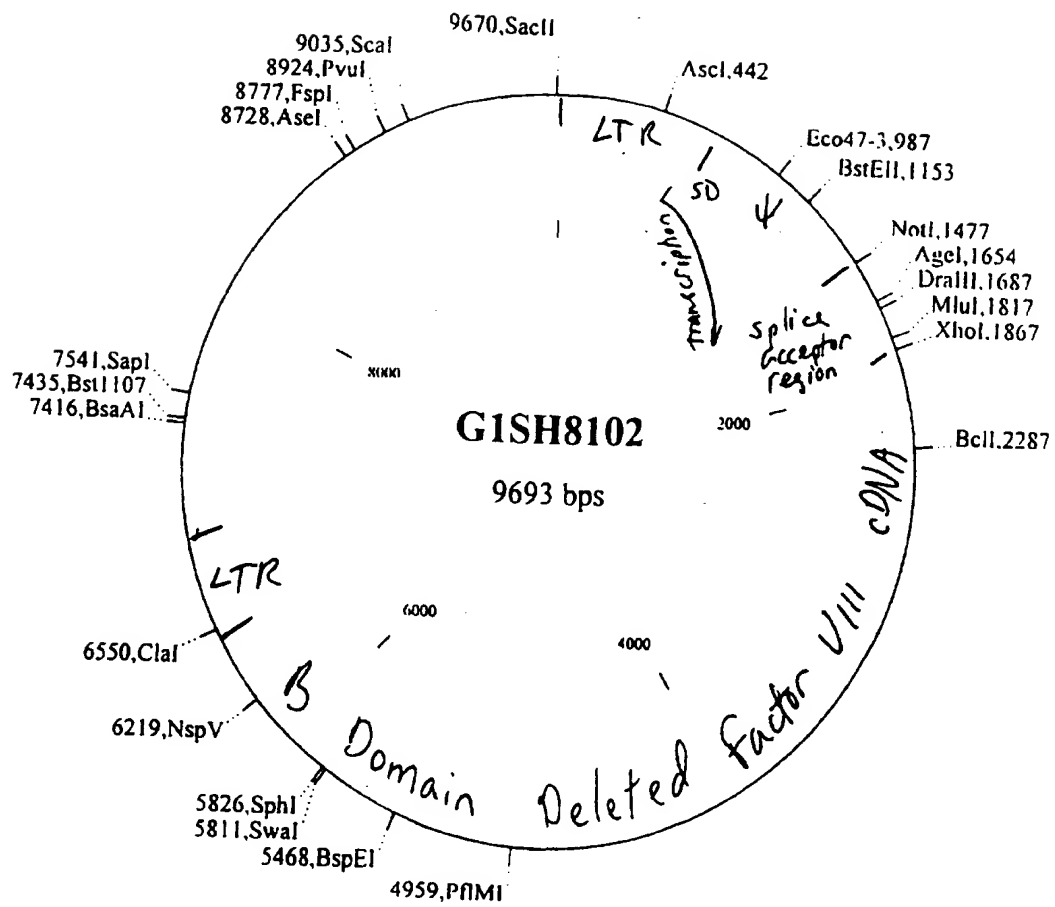 9670,SacII
9035,ScaI
8924,PvuI
8777,FspI
8728,AseI
AscI,442
Eco47-3,987
BstEII,1153
NotI,1477
AgeI,1654
DraIII,1687
MluI,1817
XhoI,1867
BclI,2287
LTR
SD
Ψ
transcription
splice
acceptor
region
2000
8000
G1SH8102
9693 bps
7541,SapI
7435,Bst1107
7416,BsaAI
LTR
6000
4000
6550,ClaI
6219,NspV
5826,SphI
5811,SwaI
5468,BspEI
4959,PflMI
B Domain Deleted Factor VIII cDNA